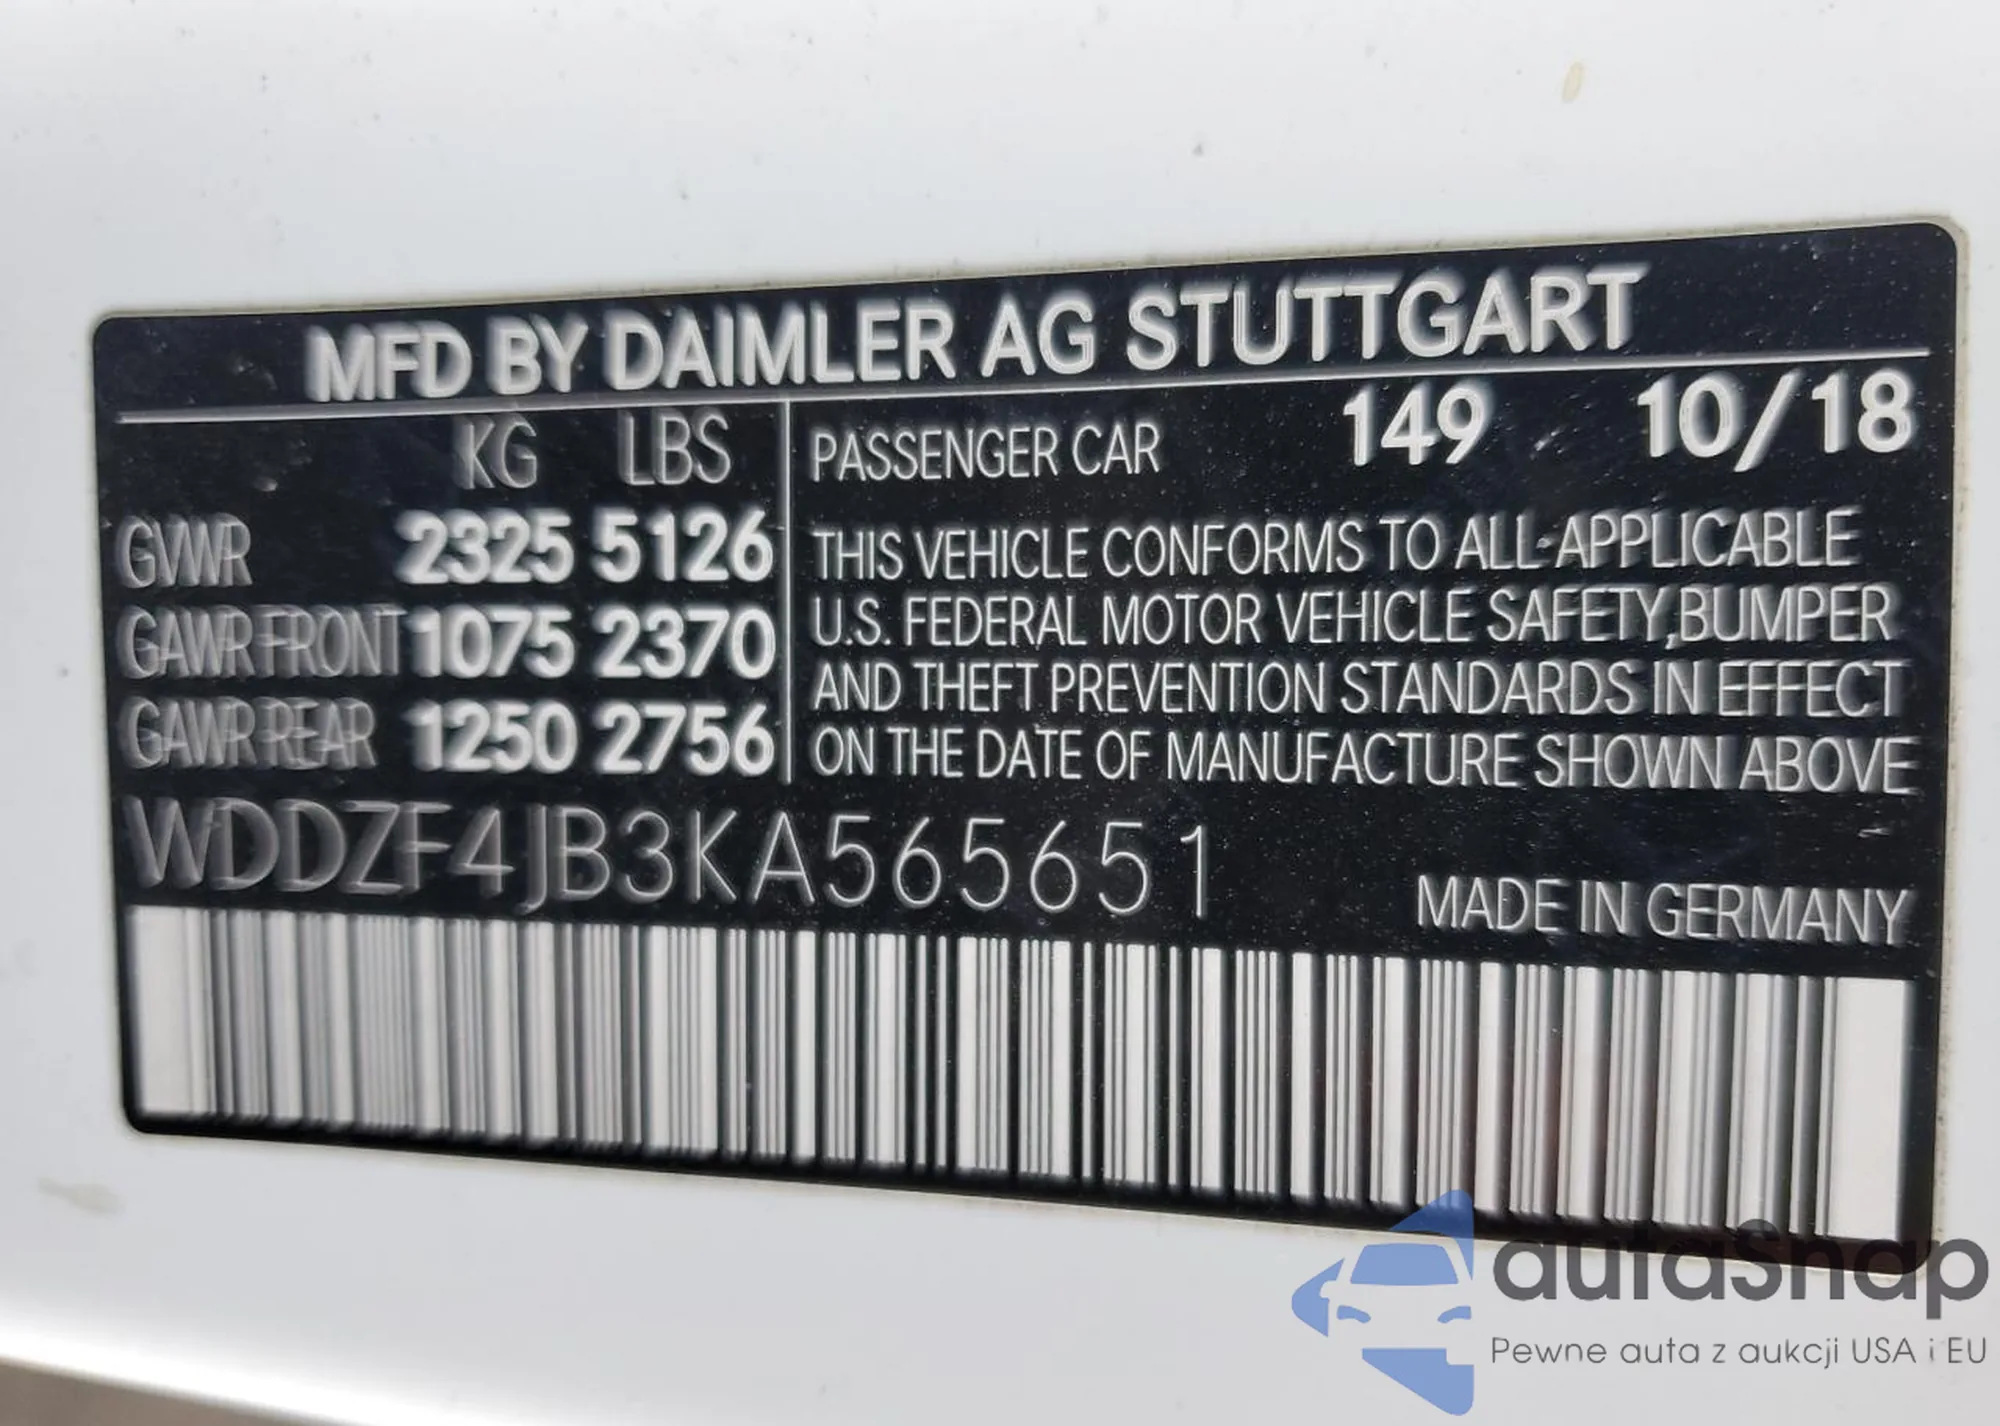 MFD BY DAIMLER AG STUTTGART
KG LBS
GVWR 2325 5126
GAWR FRONT 1075 2370
GAWR REAR 1250 2756
PASSENGER CAR 149 10/18
THIS VEHICLE CONFORMS TO ALL APPLICABLE
U.S. FEDERAL MOTOR VEHICLE SAFETY,BUMPER
AND THEFT PREVENTION STANDARDS IN EFFECT
ON THE DATE OF MANUFACTURE SHOWN ABOVE
WDDZF4JB3KA565651
MADE IN GERMANY
autaSnap
Pewne auta z aukcji USA i EU